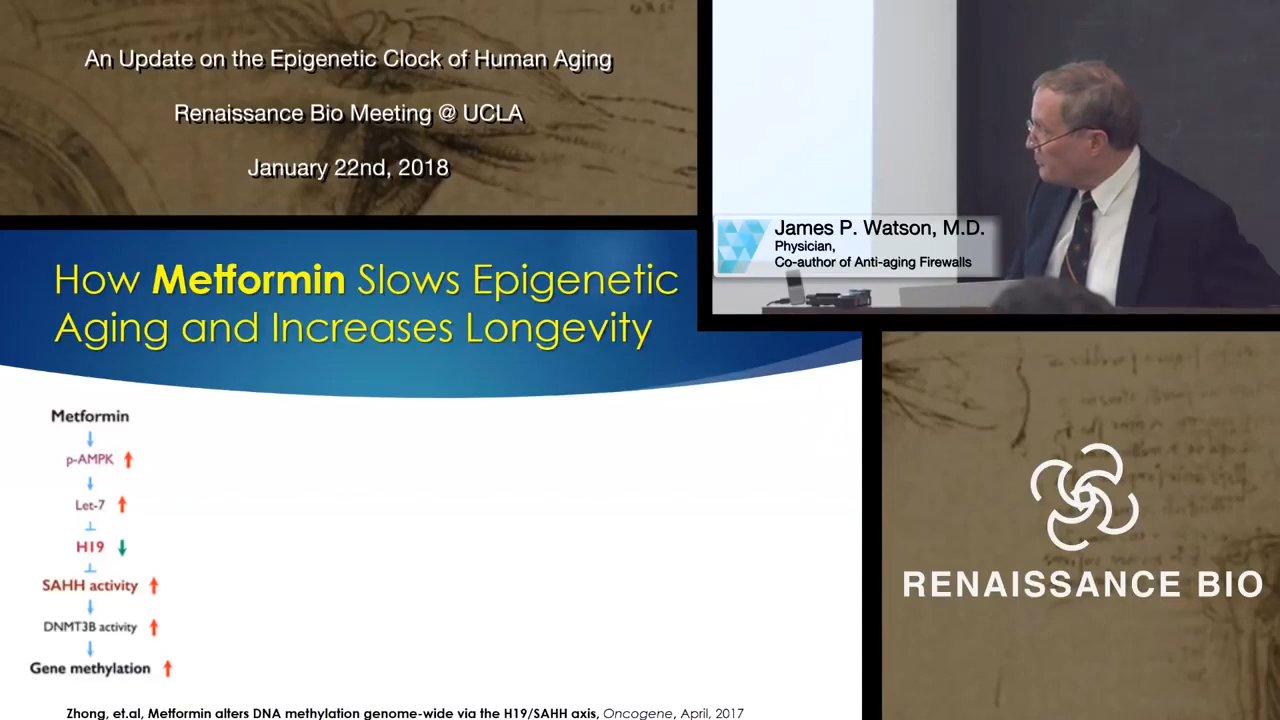 An Update on the Epigenetic Clock of Human Aging
Renaissance Bio Meeting @ UCLA
January 22nd, 2018
James P. Watson, M.D.
Physician,
Co-author of Anti-aging Firewalls
How Metformin Slows Epigenetic
Aging and Increases Longevity
Metformin
p-AMPK
Let-7
H19
SAHH activity
DNMT3B activity
Gene methylation
Zhong, et.al, Metformin alters DNA methylation genome-wide via the H19/SAHH axis, Oncogene, April, 2017
RENAISSANCE BIO